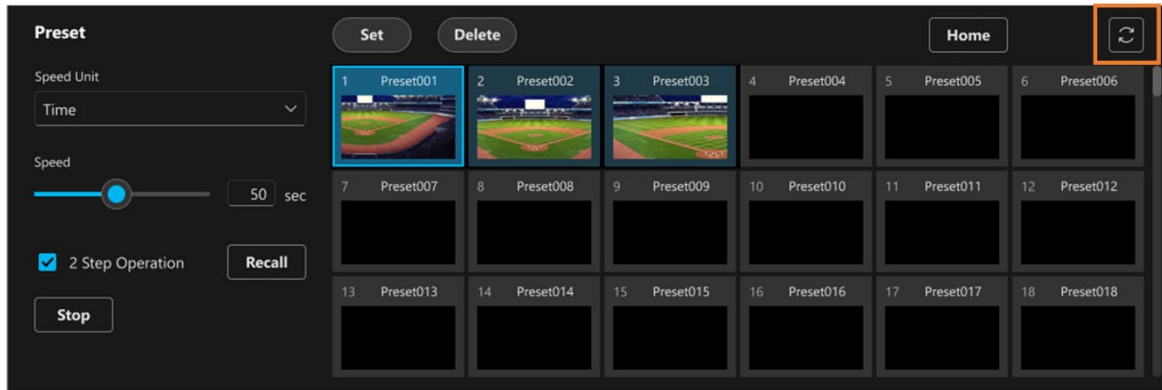 Preset
Set
Delete
Home
Speed Unit
Time
Speed
50 sec
2 Step Operation
Recall
Stop
1 Preset001
2 Preset002
3 Preset003
4 Preset004
5 Preset005
6 Preset006
7 Preset007
8 Preset008
9 Preset009
10 Preset010
11 Preset011
12 Preset012
13 Preset013
14 Preset014
15 Preset015
16 Preset016
17 Preset017
18 Preset018